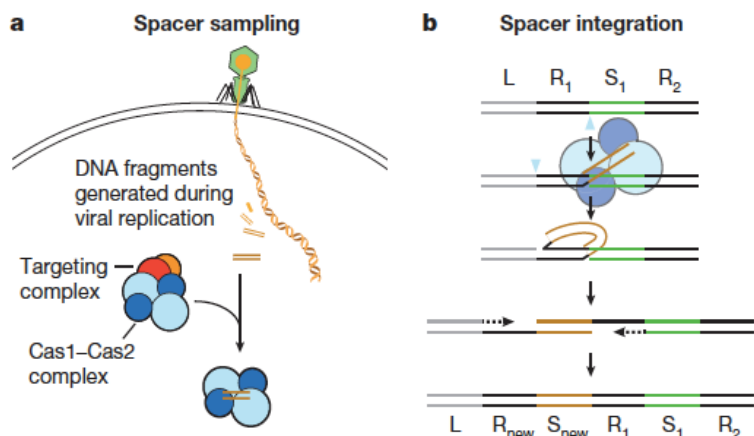 a Spacer sampling
DNA fragments
generated during
viral replication
Targeting
complex
Cas1–Cas2
complex
b Spacer integration
L R1 S1 R2
L Rnew Snew R1 S1 R2